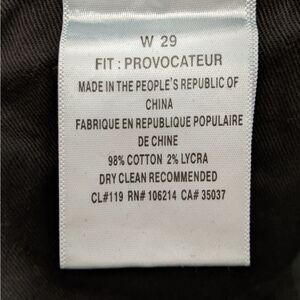 W 29
FIT : PROVOCATEUR
MADE IN THE PEOPLE'S REPUBLIC OF
CHINA
FABRIQUE EN REPUBLIQUE POPULAIRE
DE CHINE
98% COTTON 2% LYCRA
DRY CLEAN RECOMMENDED
CL#119 RN# 106214 CA# 35037